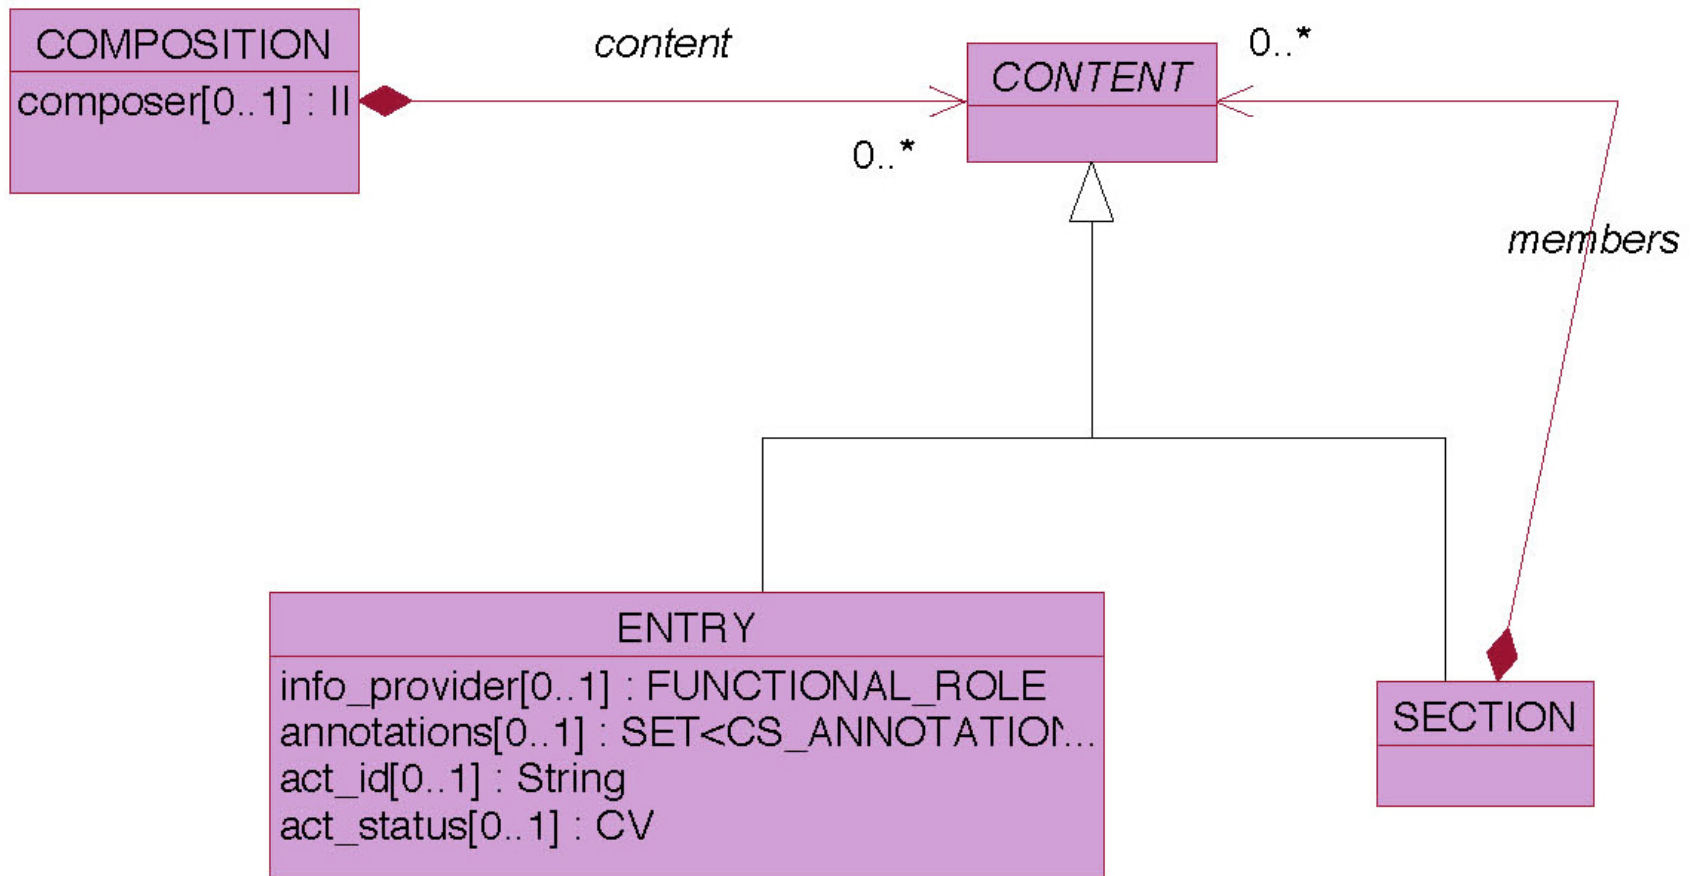 COMPOSITION
composer[0..1] : II
content
0..*
CONTENT
0..*
members
ENTRY
info_provider[0..1] : FUNCTIONAL_ROLE
annotations[0..1] : SET<CS_ANNOTATION...
act_id[0..1] : String
act_status[0..1] : CV
SECTION